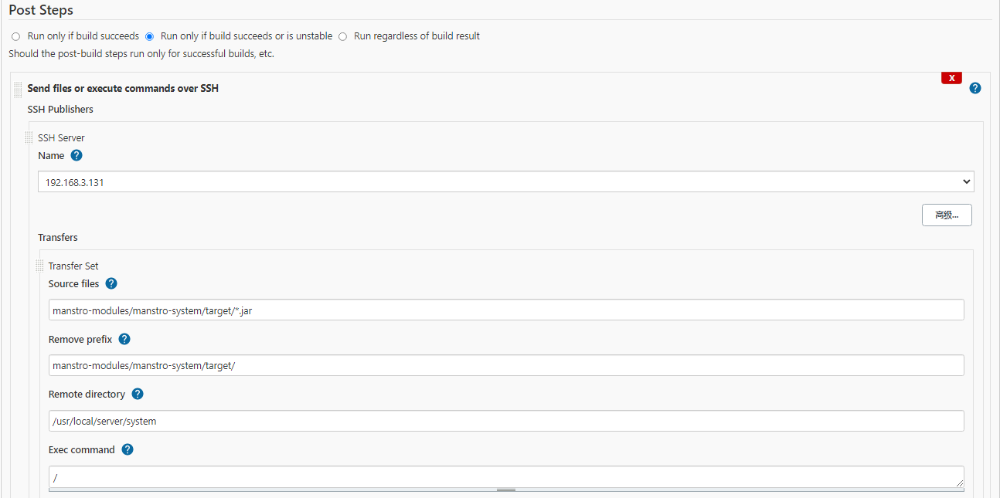 Post Steps
Run only if build succeeds Run only if build succeeds or is unstable Run regardless of build result
Should the post-build steps run only for successful builds, etc.
X
Send files or execute commands over SSH
?
SSH Publishers
SSH Server
Name ?
192.168.3.131
高级...
Transfers
Transfer Set
Source files ?
manstro-modules/manstro-system/target/*.jar
Remove prefix ?
manstro-modules/manstro-system/target/
Remote directory ?
/usr/local/server/system
Exec command ?
/